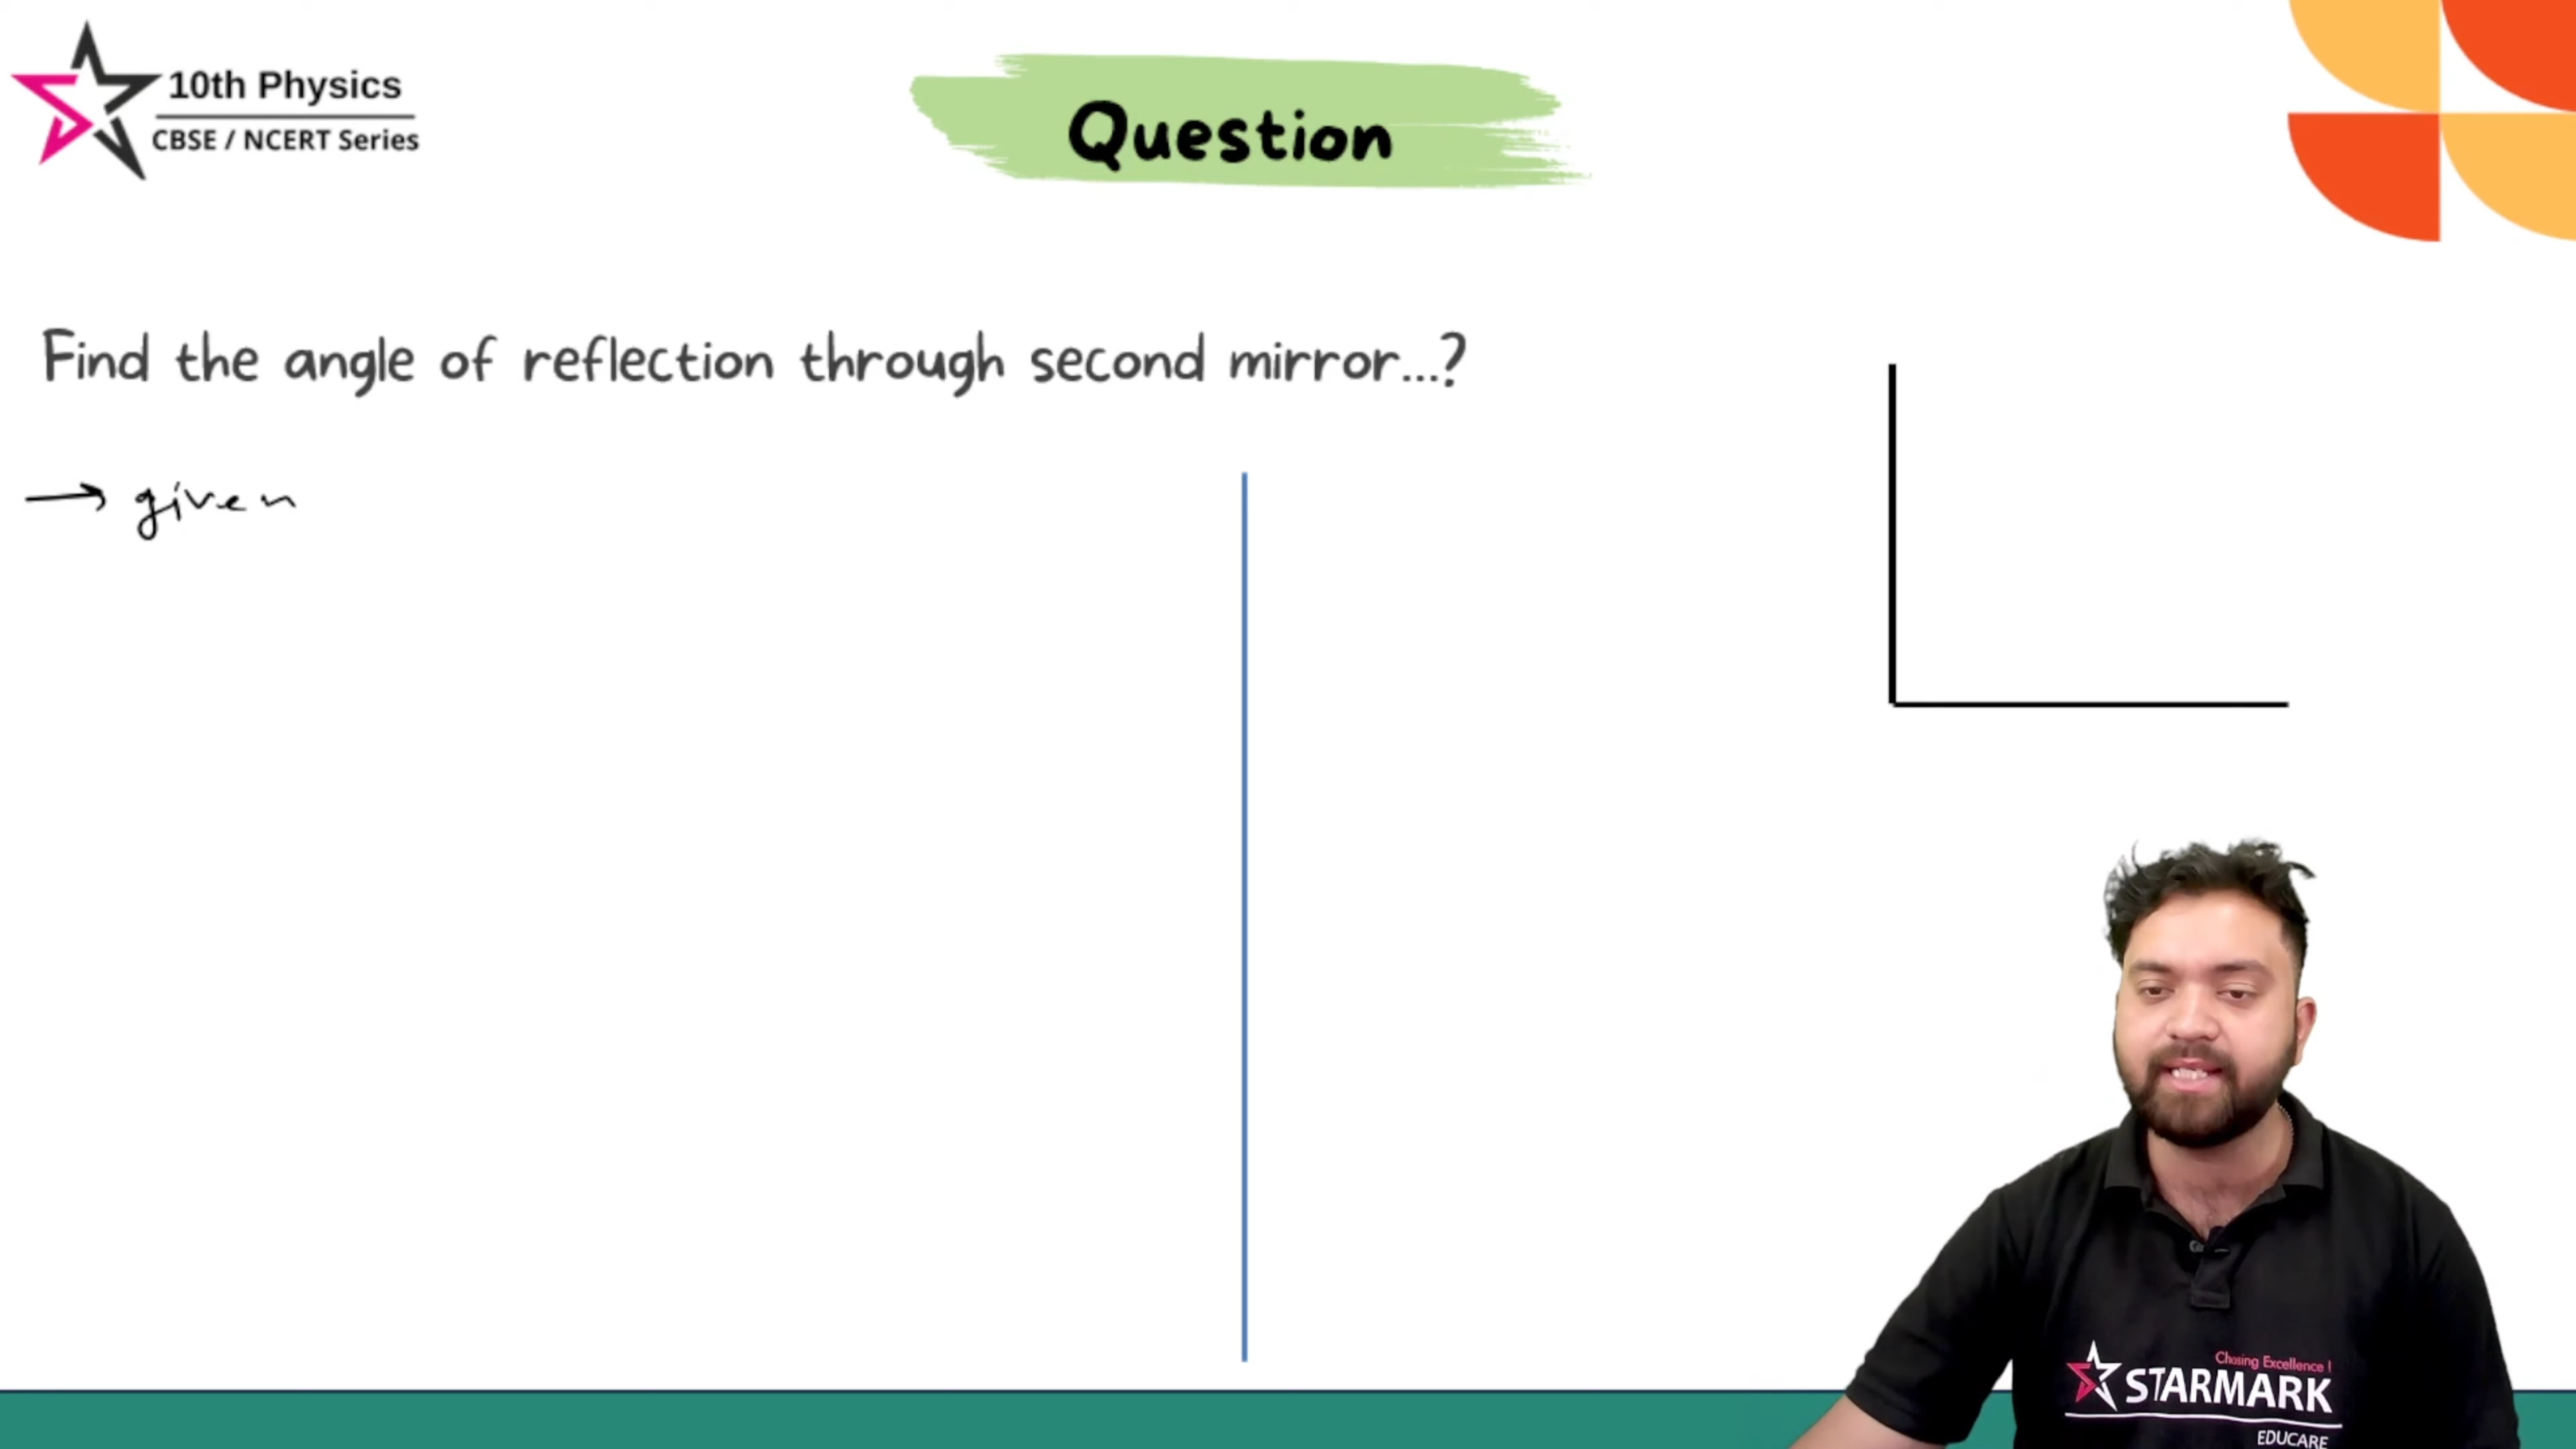 10th Physics
CBSE / NCERT Series
Question
Find the angle of reflection through second mirror...?
→ given
Chasing Excellence !
STARMARK
EDUCARE